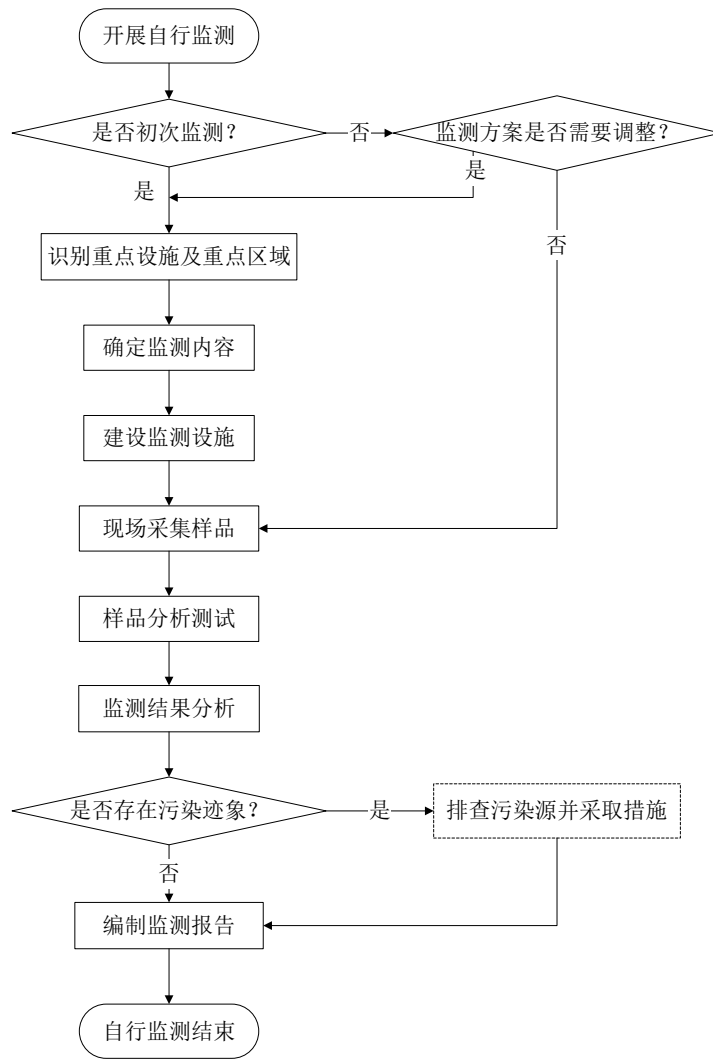 开展自行监测
是否初次监测？
否
监测方案是否需要调整？
是
是
识别重点设施及重点区域
否
确定监测内容
建设监测设施
现场采集样品
样品分析测试
监测结果分析
是否存在污染迹象？
是
排查污染源并采取措施
否
编制监测报告
自行监测结束